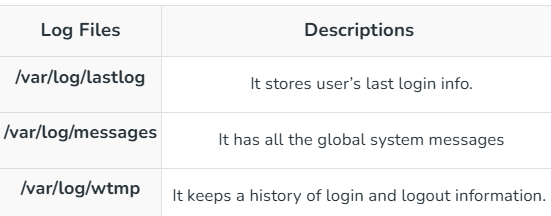 Log Files Descriptions
/var/log/lastlog It stores user’s last login info.
/var/log/messages It has all the global system messages
/var/log/wtmp It keeps a history of login and logout information.